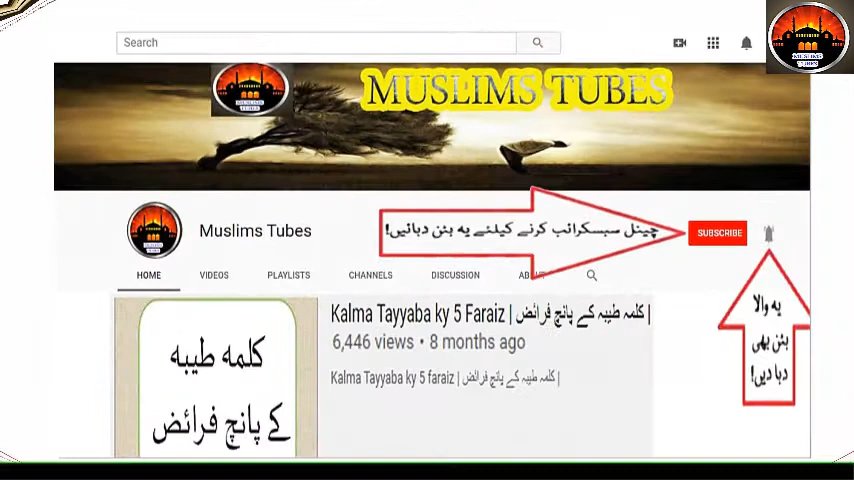 Search
MUSLIMS TUBES
MUSLIMS TUBES
Muslims Tubes
چینل سبسکرائب کرنے کیلئے یہ بٹن دبائیں!
SUBSCRIBE
HOME
VIDEOS
PLAYLISTS
CHANNELS
DISCUSSION
یہ والا
بٹن بھی
دبا دیں!
کلمہ طیبہ
کے پانچ فرائض
Kalma Tayyaba ky 5 Faraiz | کلمہ طیبہ کے پانچ فرائض |
6,446 views • 8 months ago
Kalma Tayyaba ky 5 faraiz | کلمہ طیبہ کے پانچ فرائض |